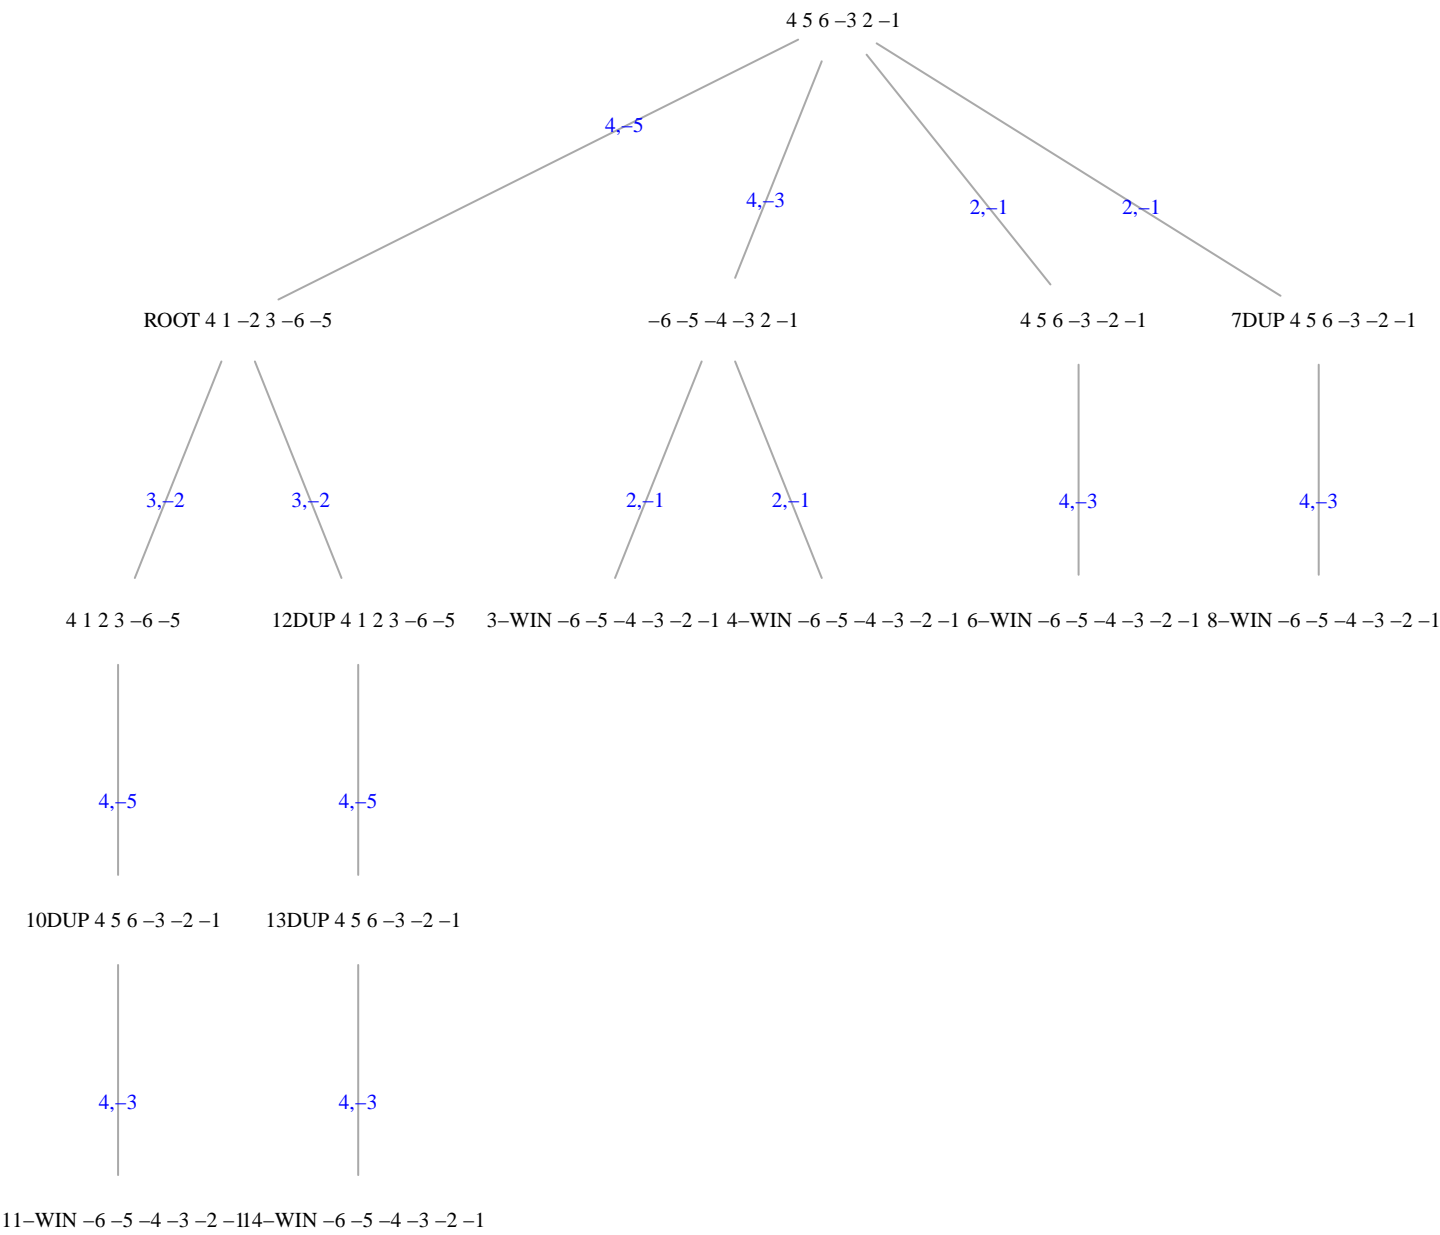 4 5 6 –3 2 –1
4,–5
4,–3
2,–1
2,–1
ROOT 4 1 –2 3 –6 –5
–6 –5 –4 –3 2 –1
4 5 6 –3 –2 –1
7DUP 4 5 6 –3 –2 –1
3,–2
3,–2
2,–1
2,–1
4,–3
4,–3
4 1 2 3 –6 –5
12DUP 4 1 2 3 –6 –5
3–WIN –6 –5 –4 –3 –2 –1
4–WIN –6 –5 –4 –3 –2 –1
6–WIN –6 –5 –4 –3 –2 –1
8–WIN –6 –5 –4 –3 –2 –1
4,–5
4,–5
10DUP 4 5 6 –3 –2 –1
13DUP 4 5 6 –3 –2 –1
4,–3
4,–3
11–WIN –6 –5 –4 –3 –2 –1
14–WIN –6 –5 –4 –3 –2 –1